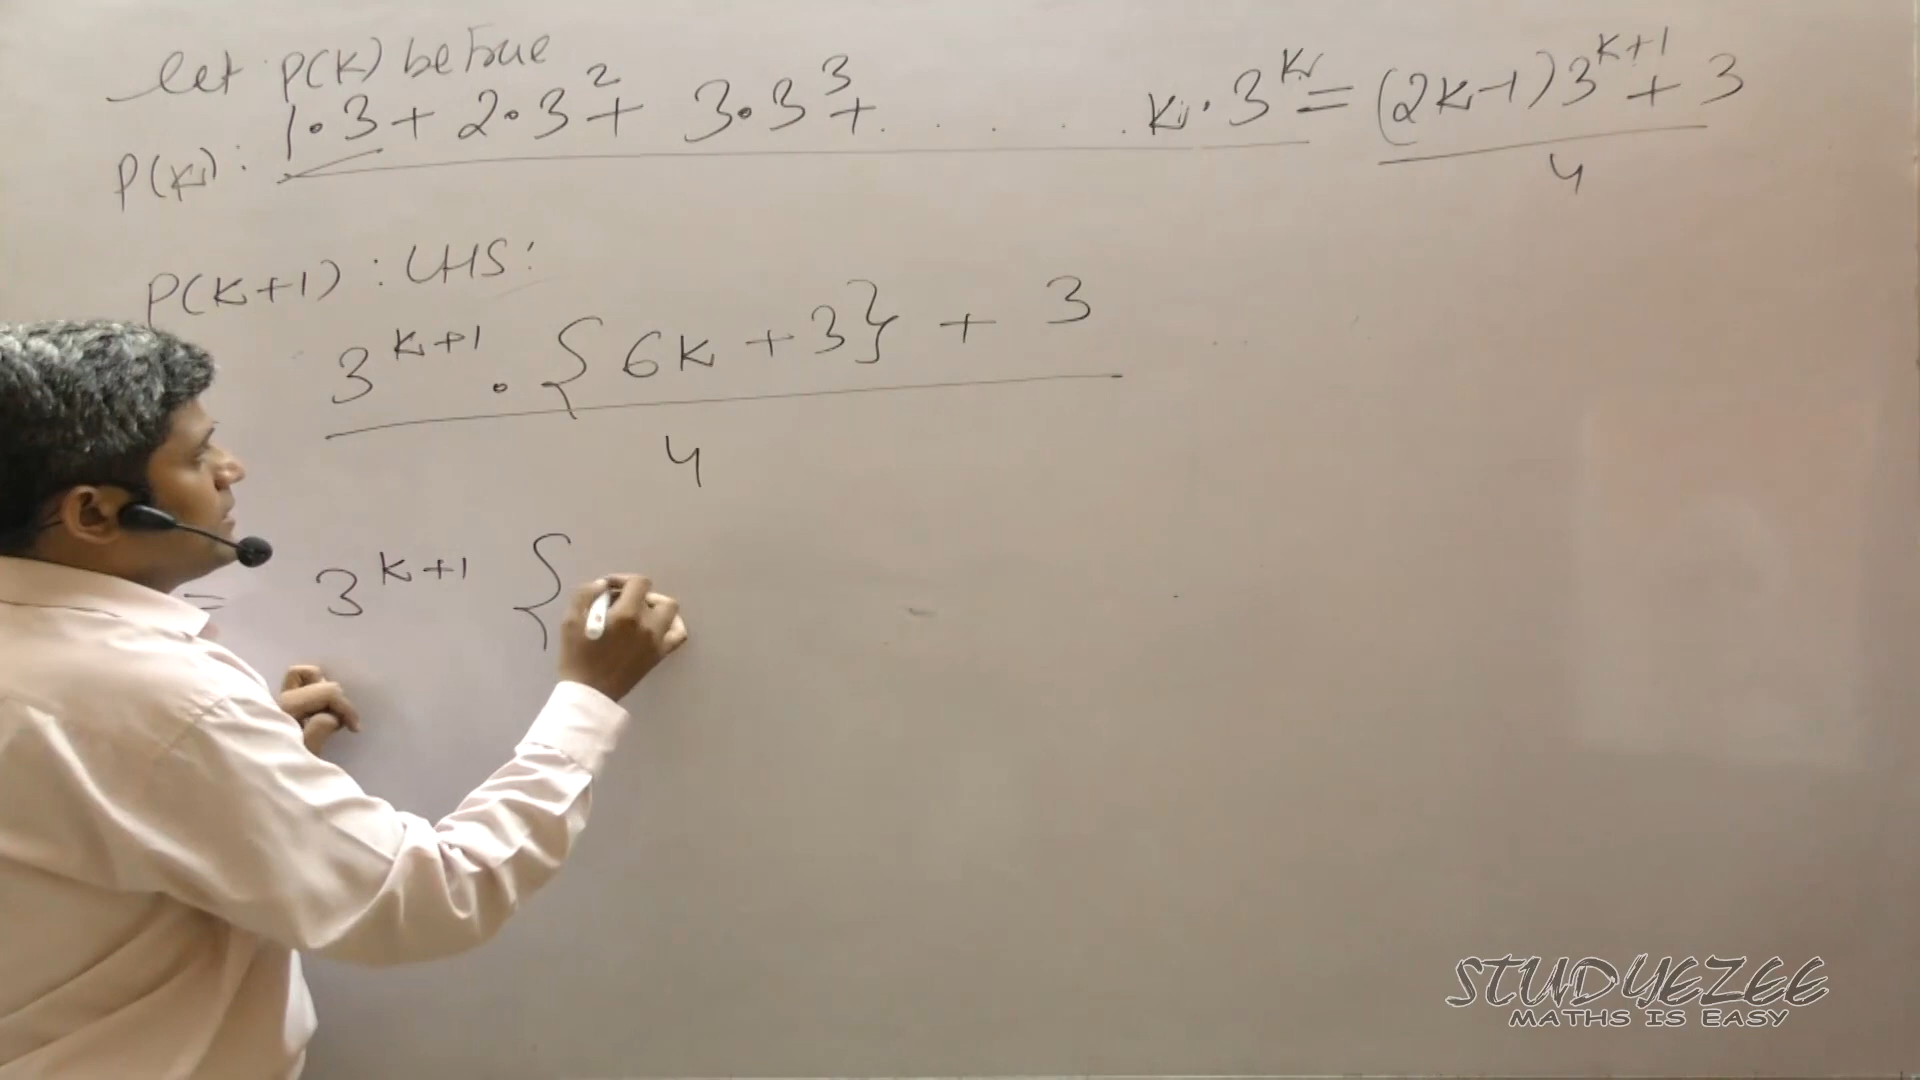 let P(K) be True
P(K): 1·3 + 2·3² + 3·3³ + . . . . . K·3^K = (2K-1)3^(K+1) + 3
4
P(K+1): LHS:
3^(K+1) · {6K + 3} + 3
4
= 3^(K+1) {
STUDYEZEE
MATHS IS EASY